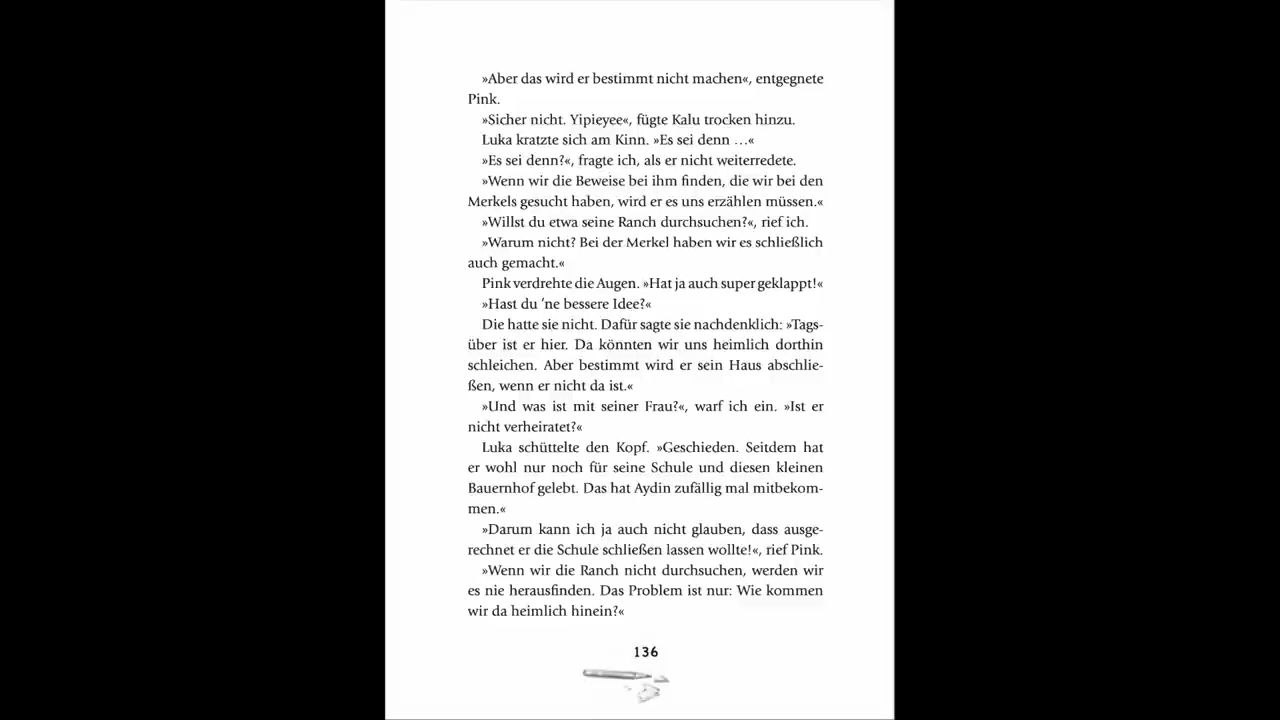 »Aber das wird er bestimmt nicht machen«, entgegnete
Pink.
»Sicher nicht. Yipieyee«, fügte Kalu trocken hinzu.
Luka kratzte sich am Kinn. »Es sei denn …«
»Es sei denn?«, fragte ich, als er nicht weiterredete.
»Wenn wir die Beweise bei ihm finden, die wir bei den
Merkels gesucht haben, wird er es uns erzählen müssen.«
»Willst du etwa seine Ranch durchsuchen?«, rief ich.
»Warum nicht? Bei der Merkel haben wir es schließlich
auch gemacht.«
Pink verdrehte die Augen. »Hat ja auch super geklappt!«
»Hast du ’ne bessere Idee?«
Die hatte sie nicht. Dafür sagte sie nachdenklich: »Tags-
über ist er hier. Da könnten wir uns heimlich dorthin
schleichen. Aber bestimmt wird er sein Haus abschlie-
ßen, wenn er nicht da ist.«
»Und was ist mit seiner Frau?«, warf ich ein. »Ist er
nicht verheiratet?«
Luka schüttelte den Kopf. »Geschieden. Seitdem hat
er wohl nur noch für seine Schule und diesen kleinen
Bauernhof gelebt. Das hat Aydin zufällig mal mitbekom-
men.«
»Darum kann ich ja auch nicht glauben, dass ausge-
rechnet er die Schule schließen lassen wollte!«, rief Pink.
»Wenn wir die Ranch nicht durchsuchen, werden wir
es nie herausfinden. Das Problem ist nur: Wie kommen
wir da heimlich hinein?«
136